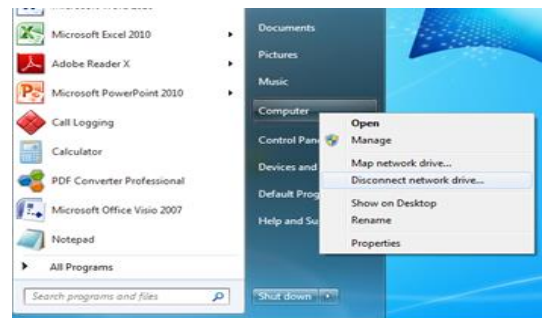 Microsoft Excel 2010
Adobe Reader X
Microsoft PowerPoint 2010
Call Logging
Calculator
PDF Converter Professional
Microsoft Office Visio 2007
Notepad
All Programs
Search programs and files
Documents
Pictures
Music
Computer
Control Pan
Devices and
Default Prog
Help and Su
Shut down
Open
Manage
Map network drive...
Disconnect network drive...
Show on Desktop
Rename
Properties